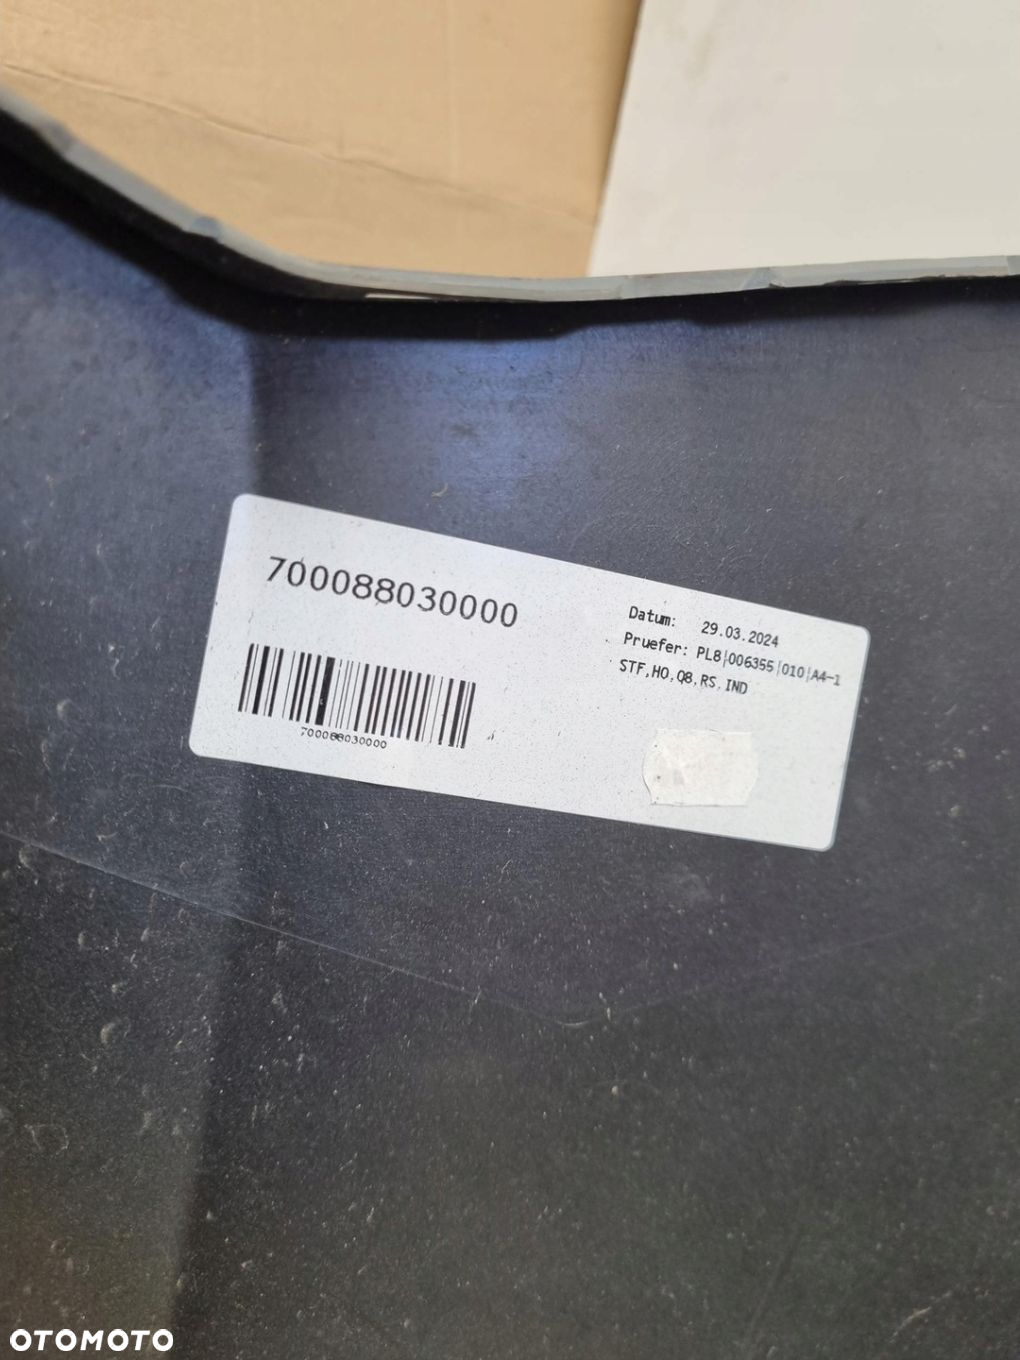 700088030000
700088030000
Datum: 29.03.2024
Pruefer: PL8|006355|010|A4-1
STF,HO,Q8,RS,IND
OTOMOTO